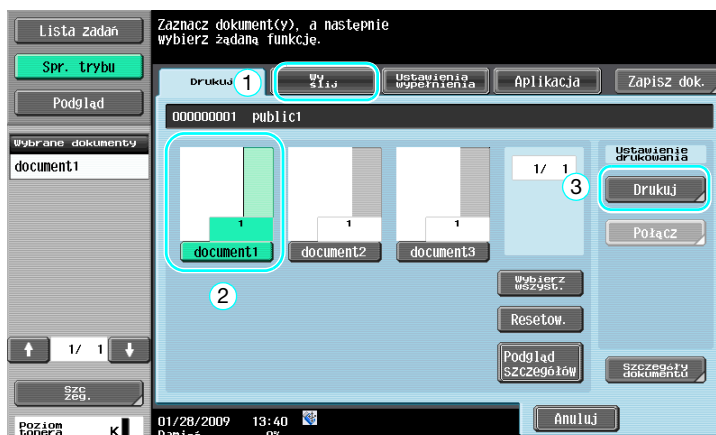 Lista zadań
Spr. trybu
Podgląd
Wybrane dokumenty
document1
1/ 1
Szc
zeg.
Poziom
tonera K
Zaznacz dokument(y), a następnie
wybierz żądaną funkcję.
Drukuj
1
Wy
ślij
Ustawienia
wypełnienia
Aplikacja
Zapisz dok.
000000001 public1
1
document1
1
document2
1
document3
2
1/ 1
3
Wybierz
wszyst.
Resetow.
Podgląd
szczegółów
Ustawienie
drukowania
Drukuj
Połącz
Szczegóły
dokumentu
Anuluj
01/28/2009 13:40
Pamięć 0%